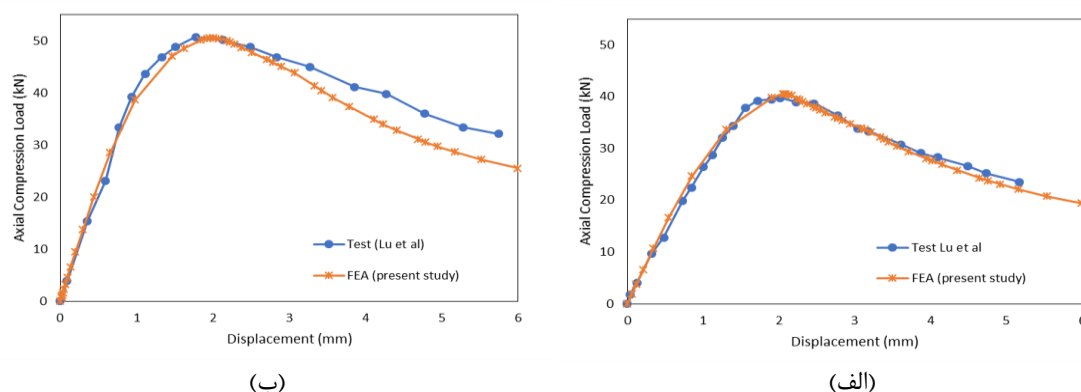 Axial Compression Load (kN)
50
40
30
20
10
0
Test (Lu et al)
FEA (present study)
0 1 2 3 4 5 6
Displacement (mm)
(ب)
Axial Compression Load (kN)
50
40
30
20
10
0
Test Lu et al
FEA (present study)
0 1 2 3 4 5 6
Displacement (mm)
(الف)